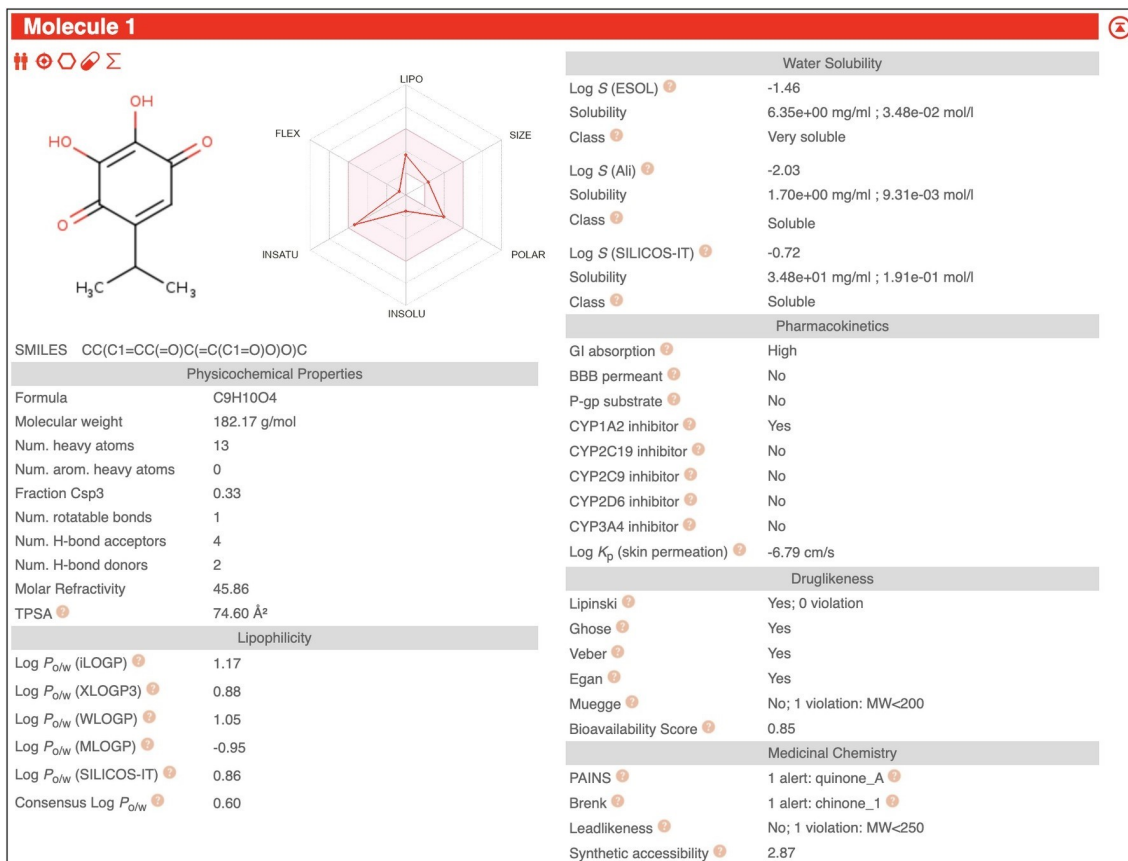 Molecule 1
OH
HO
O
O
H3C
CH3
LIPO
FLEX
SIZE
INSATU
POLAR
INSOLU
SMILES CC(C1=CC(=O)C(=C(C1=O)O)O)C
Physicochemical Properties
Formula C9H10O4
Molecular weight 182.17 g/mol
Num. heavy atoms 13
Num. arom. heavy atoms 0
Fraction Csp3 0.33
Num. rotatable bonds 1
Num. H-bond acceptors 4
Num. H-bond donors 2
Molar Refractivity 45.86
TPSA ? 74.60 Å²
Lipophilicity
Log Po/w (iLOGP) ? 1.17
Log Po/w (XLOGP3) ? 0.88
Log Po/w (WLOGP) ? 1.05
Log Po/w (MLOGP) ? -0.95
Log Po/w (SILICOS-IT) ? 0.86
Consensus Log Po/w ? 0.60
Water Solubility
Log S (ESOL) ? -1.46
Solubility 6.35e+00 mg/ml ; 3.48e-02 mol/l
Class ? Very soluble
Log S (Ali) ? -2.03
Solubility 1.70e+00 mg/ml ; 9.31e-03 mol/l
Class ? Soluble
Log S (SILICOS-IT) ? -0.72
Solubility 3.48e+01 mg/ml ; 1.91e-01 mol/l
Class ? Soluble
Pharmacokinetics
GI absorption ? High
BBB permeant ? No
P-gp substrate ? No
CYP1A2 inhibitor ? Yes
CYP2C19 inhibitor ? No
CYP2C9 inhibitor ? No
CYP2D6 inhibitor ? No
CYP3A4 inhibitor ? No
Log Kp (skin permeation) ? -6.79 cm/s
Druglikeness
Lipinski ? Yes; 0 violation
Ghose ? Yes
Veber ? Yes
Egan ? Yes
Muegge ? No; 1 violation: MW<200
Bioavailability Score ? 0.85
Medicinal Chemistry
PAINS ? 1 alert: quinone_A ?
Brenk ? 1 alert: chinone_1 ?
Leadlikeness ? No; 1 violation: MW<250
Synthetic accessibility ? 2.87